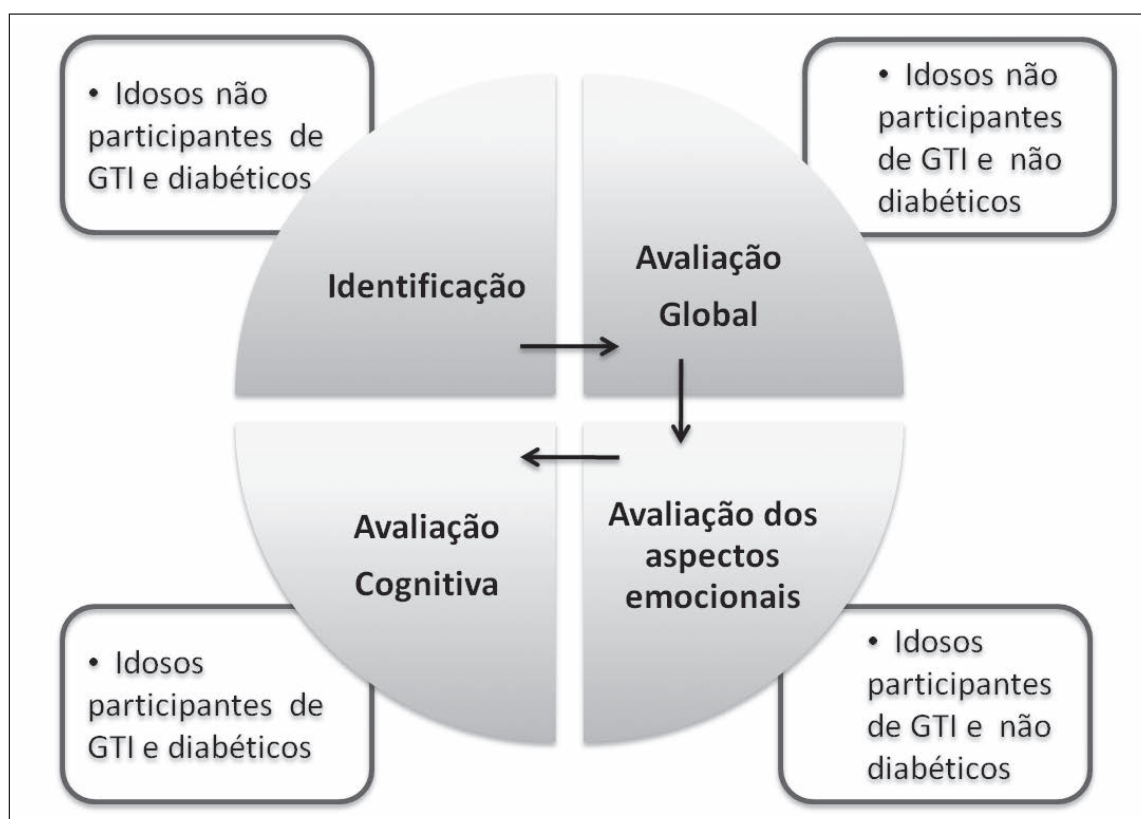 • Idosos não
participantes de
GTI e diabéticos
• Idosos não
participantes
de GTI e não
diabéticos
Identificação
Avaliação
Global
Avaliação
Cognitiva
Avaliação dos
aspectos
emocionais
• Idosos
participantes de
GTI e diabéticos
• Idosos
participantes
de GTI e não
diabéticos